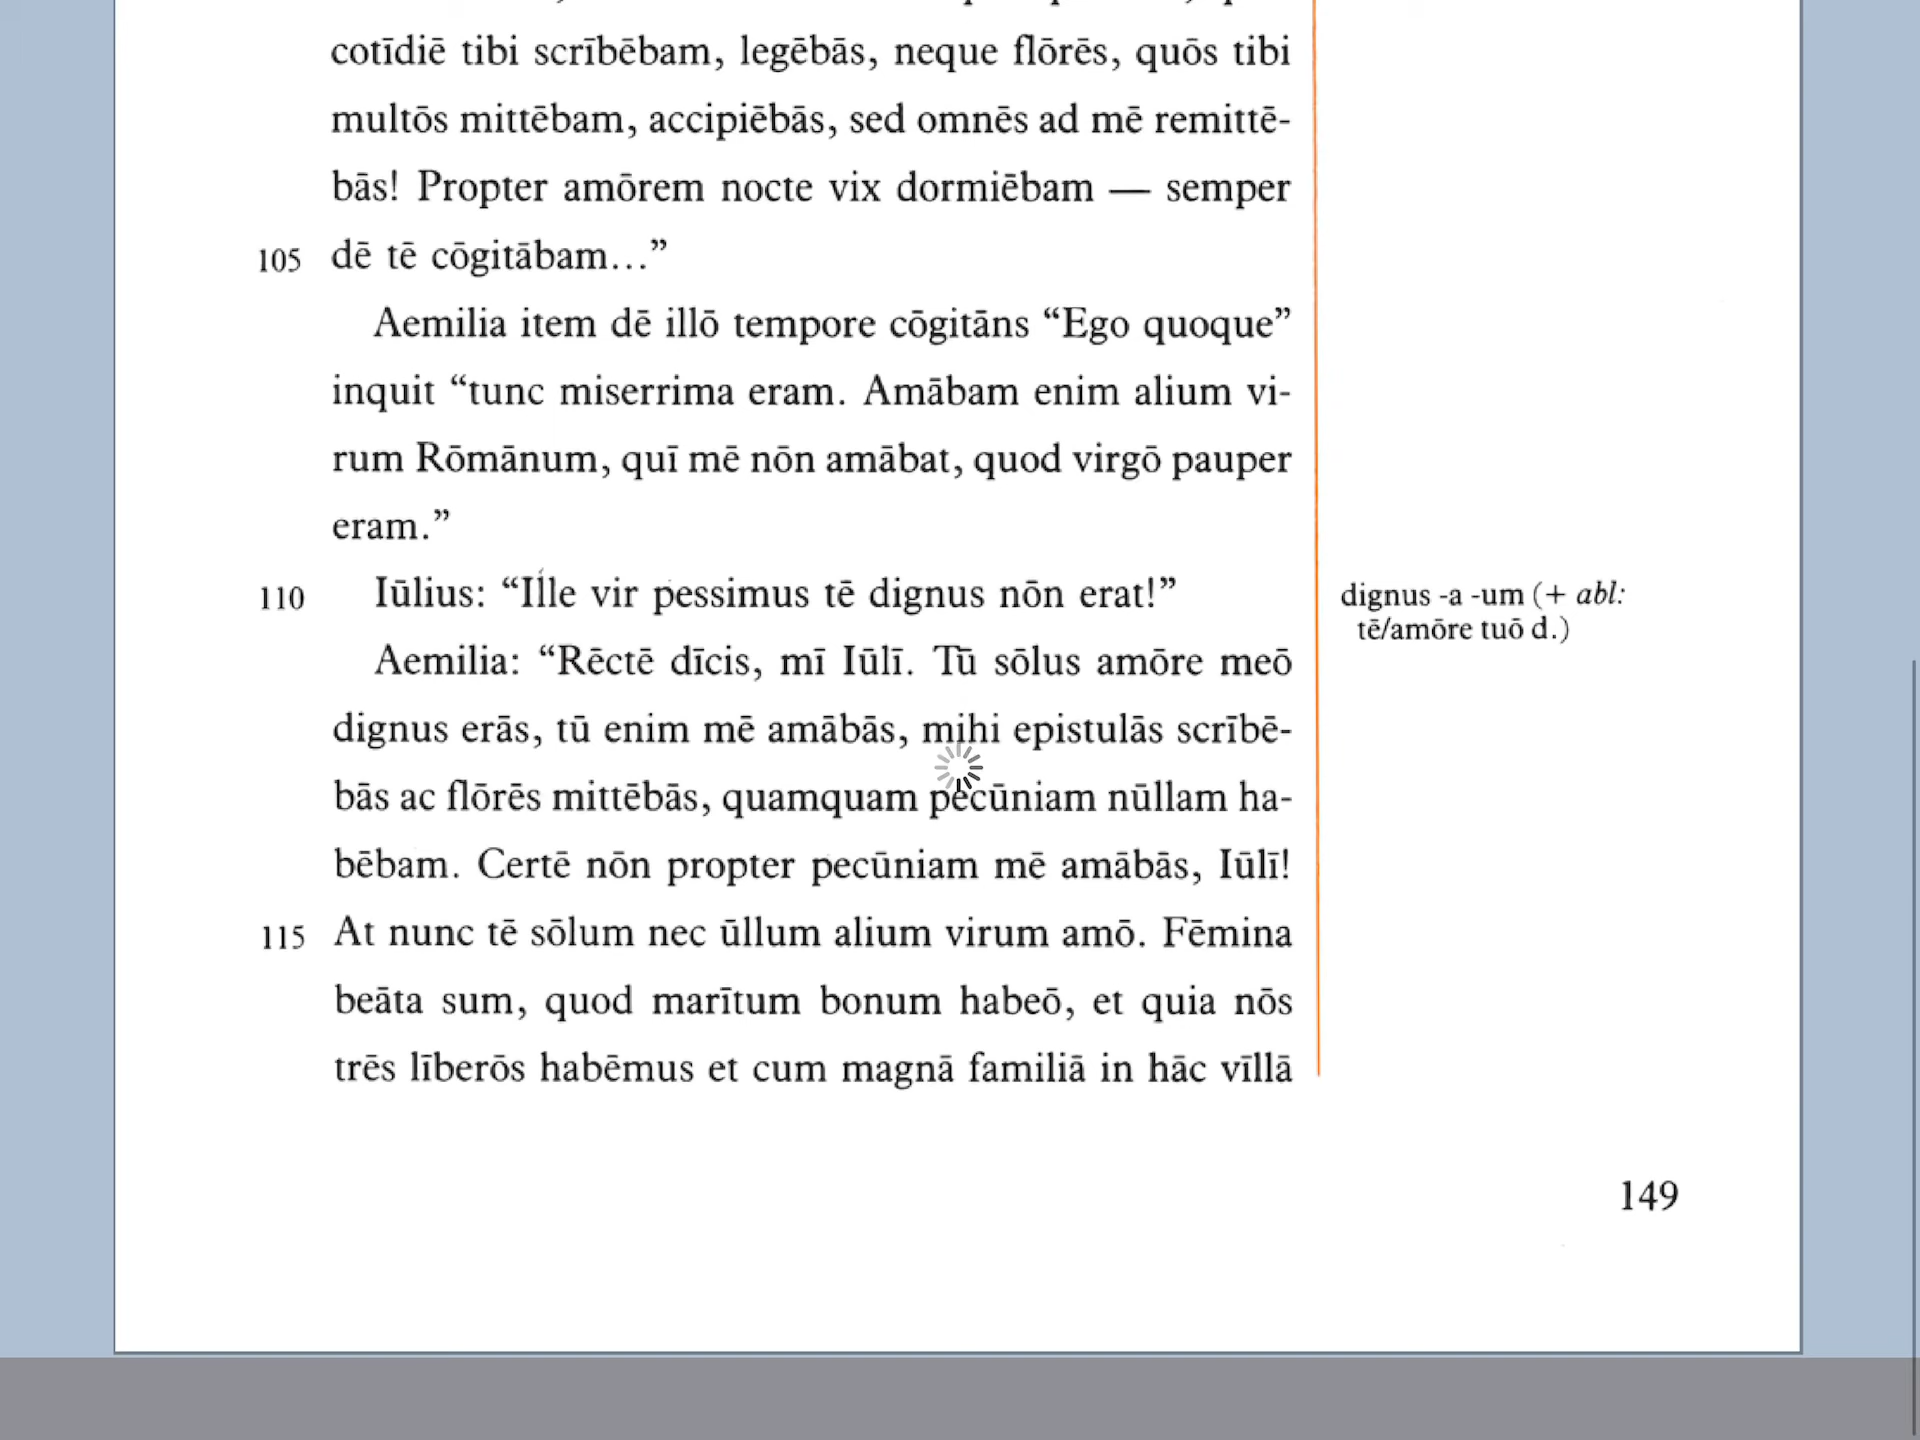 cotīdiē tibi scrībēbam, legēbās, neque flōrēs, quōs tibi
multōs mittēbam, accipiēbās, sed omnēs ad mē remittē-
bās! Propter amōrem nocte vix dormiēbam — semper
105 dē tē cōgitābam...”
Aemilia item dē illō tempore cōgitāns “Ego quoque”
inquit “tunc miserrima eram. Amābam enim alium vi-
rum Rōmānum, quī mē nōn amābat, quod virgō pauper
eram.”
110 Iūlius: “Ille vir pessimus tē dignus nōn erat!”
dignus -a -um (+ abl:
tē/amōre tuō d.)
Aemilia: “Rēctē dīcis, mī Iūlī. Tū sōlus amōre meō
dignus erās, tū enim mē amābās, mihi epistulās scrībē-
bās ac flōrēs mittēbās, quamquam pecūniam nūllam ha-
bēbam. Certē nōn propter pecūniam mē amābās, Iūlī!
115 At nunc tē sōlum nec ūllum alium virum amō. Fēmina
beāta sum, quod marītum bonum habeō, et quia nōs
trēs līberōs habēmus et cum magnā familiā in hāc vīllā
149